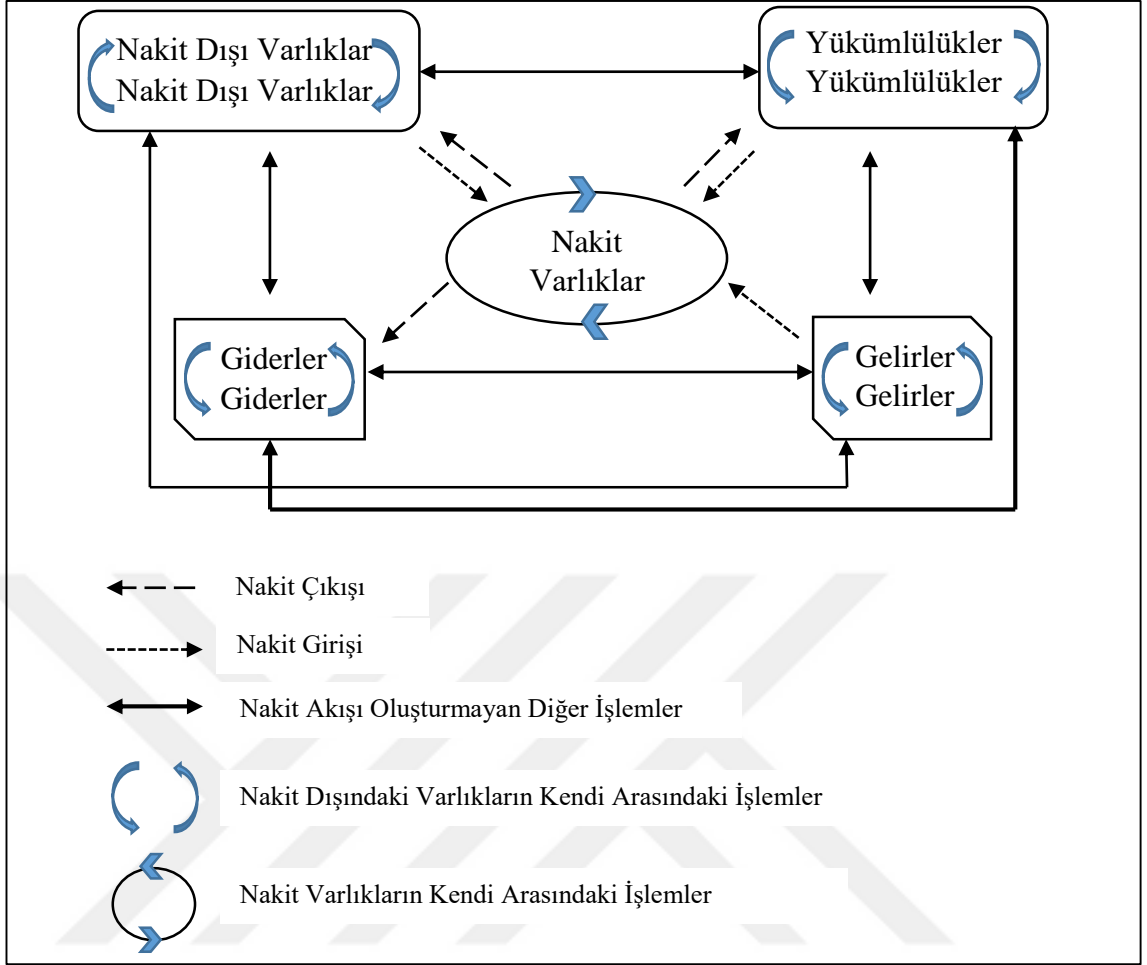 Nakit Dışı Varlıklar
Nakit Dışı Varlıklar
Yükümlülükler
Yükümlülükler
Nakit
Varlıklar
Giderler
Giderler
Gelirler
Gelirler
Nakit Çıkışı
Nakit Girişi
Nakit Akışı Oluşturmayan Diğer İşlemler
Nakit Dışındaki Varlıkların Kendi Arasındaki İşlemler
Nakit Varlıkların Kendi Arasındaki İşlemler